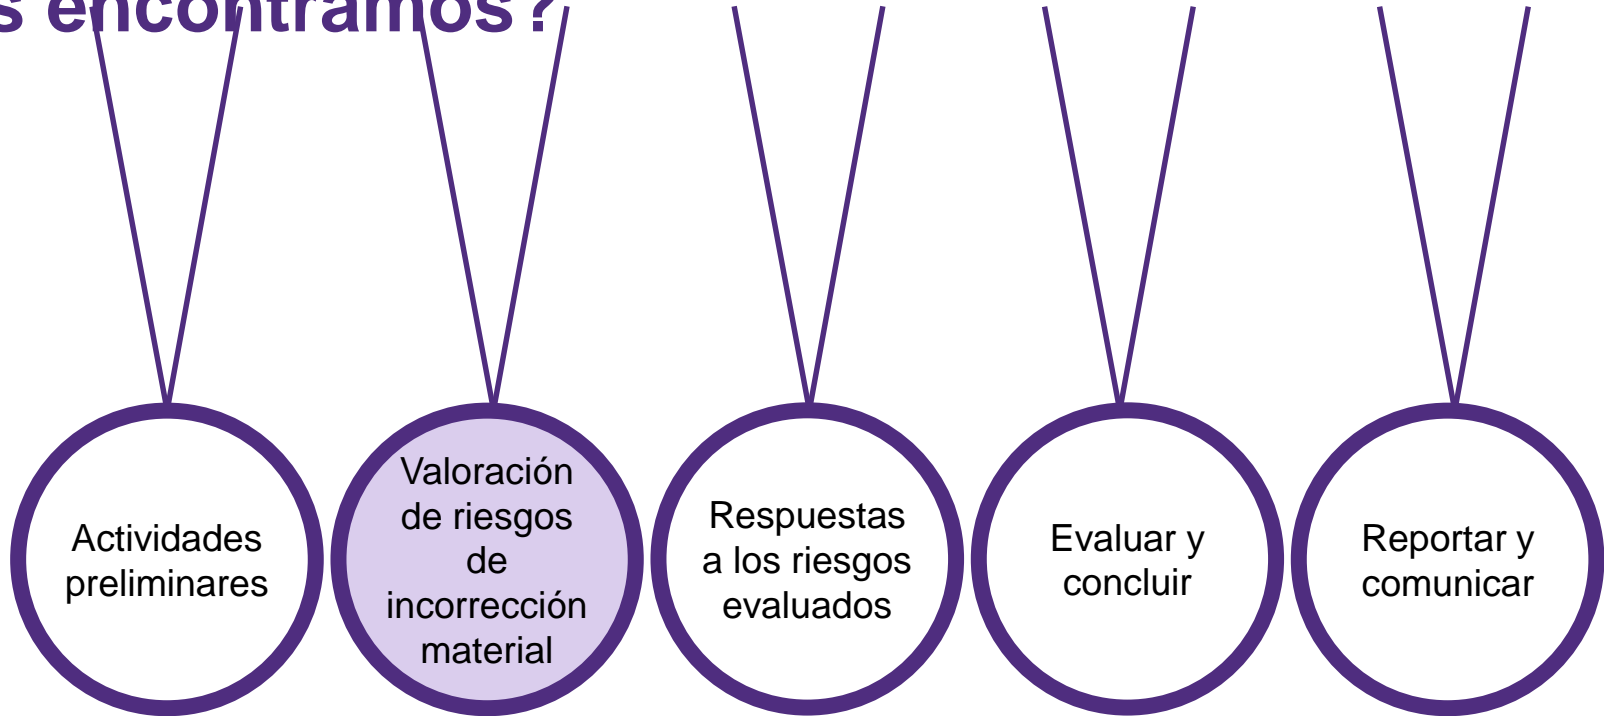 s encontramos?
Actividades
preliminares
Valoración
de riesgos
de
incorrección
material
Respuestas
a los riesgos
evaluados
Evaluar y
concluir
Reportar y
comunicar